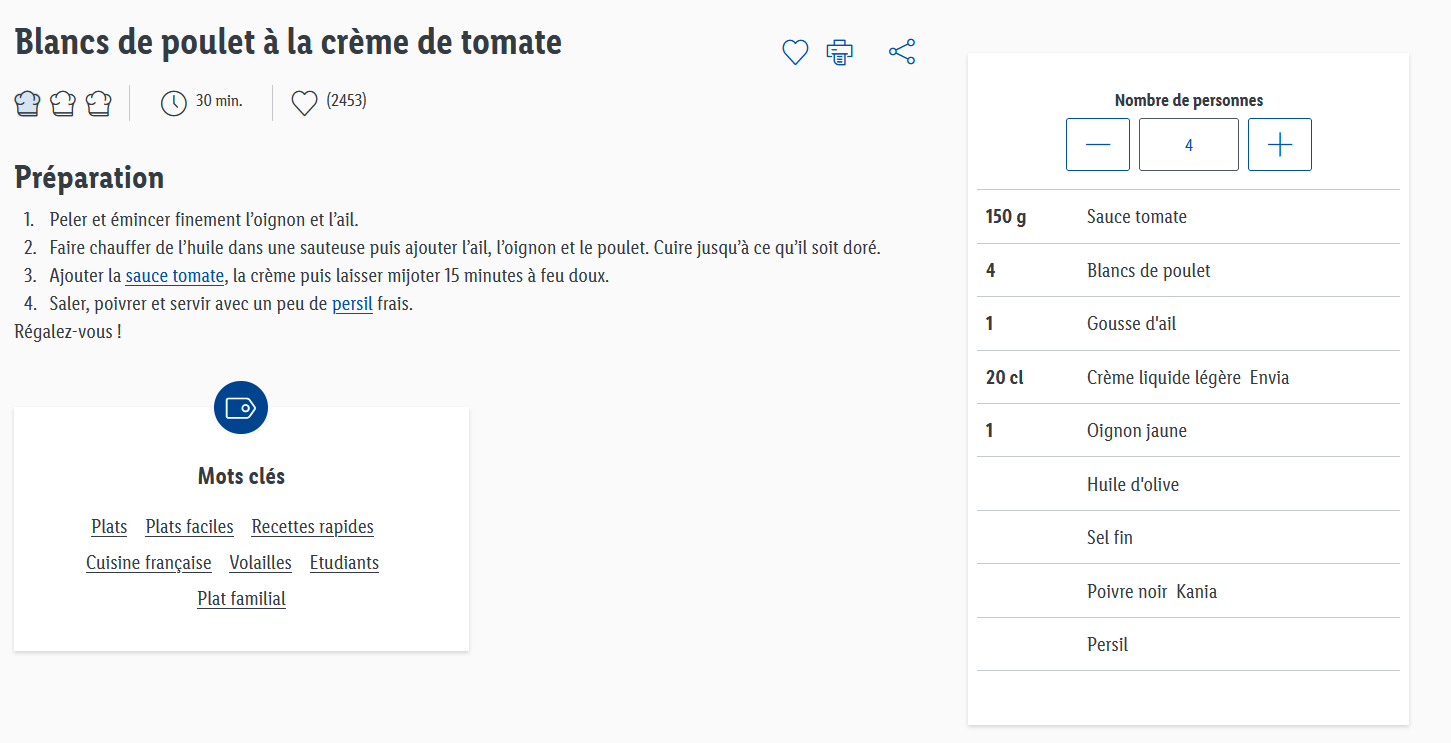 Blancs de poulet à la crème de tomate
30 min.
(2453)
Préparation
1. Peler et émincer finement l’oignon et l’ail.
2. Faire chauffer de l’huile dans une sauteuse puis ajouter l’ail, l’oignon et le poulet. Cuire jusqu’à ce qu’il soit doré.
3. Ajouter la sauce tomate, la crème puis laisser mijoter 15 minutes à feu doux.
4. Saler, poivrer et servir avec un peu de persil frais.
Régalez-vous !
Mots clés
Plats Plats faciles Recettes rapides
Cuisine française Volailles Etudiants
Plat familial
Nombre de personnes
4
150 g Sauce tomate
4 Blancs de poulet
1 Gousse d'ail
20 cl Crème liquide légère Envia
1 Oignon jaune
Huile d'olive
Sel fin
Poivre noir Kania
Persil